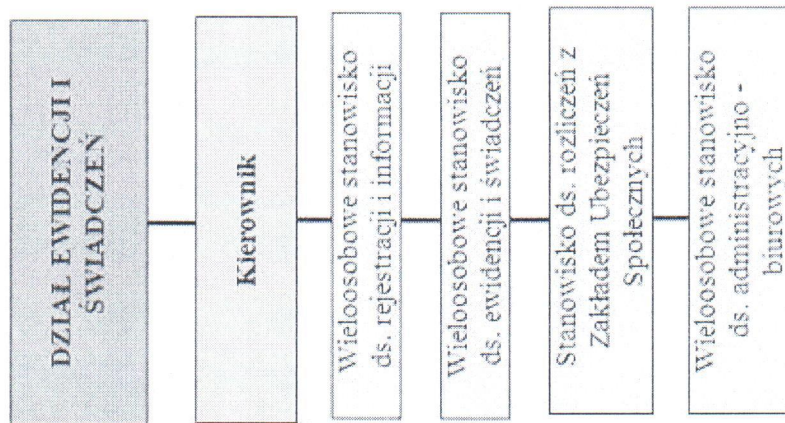 DZIAŁ EWIDENCJI I
ŚWIADCZEŃ
Kierownik
Wieloosobowe stanowisko
ds. rejestracji i informacji
Wieloosobowe stanowisko
ds. ewidencji i świadczeń
Stanowisko ds. rozliczeń z
Zakładem Ubezpieczeń
Społecznych
Wieloosobowe stanowisko
ds. administracyjno -
biurowych